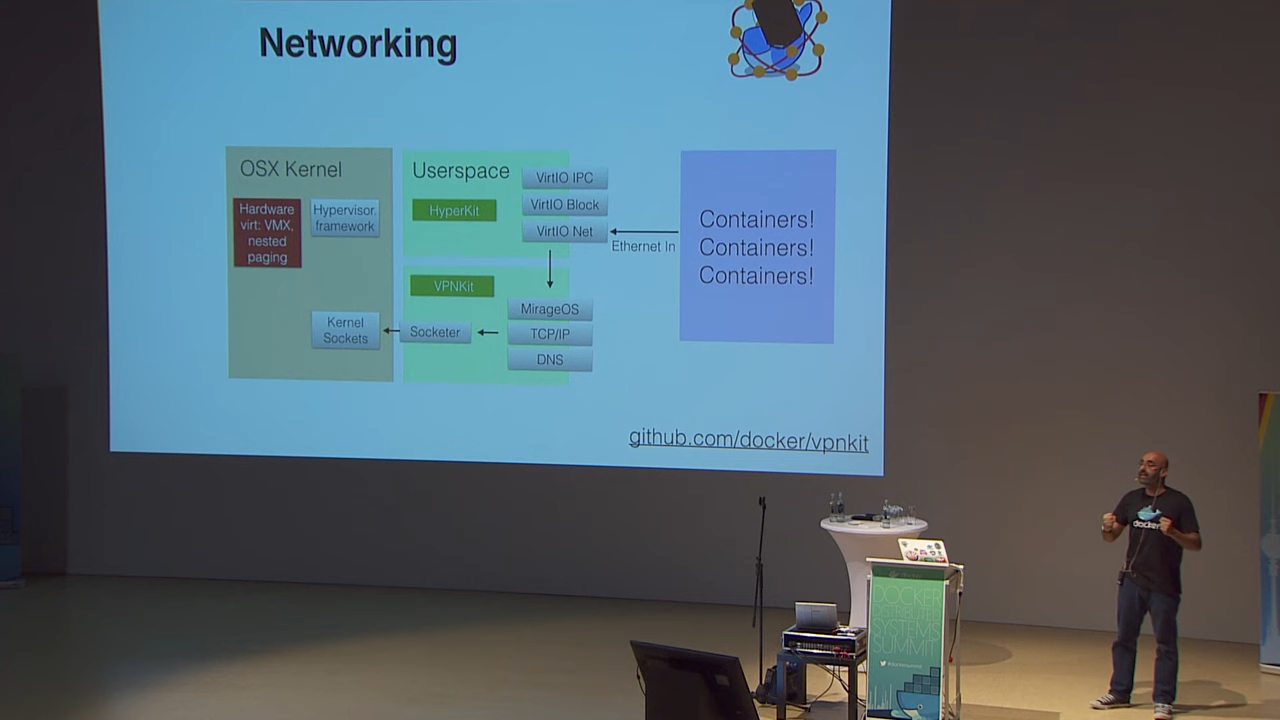 Networking
OSX Kernel
Hardware
virt: VMX,
nested
paging
Hypervisor.
framework
Kernel
Sockets
Userspace
HyperKit
VirtIO IPC
VirtIO Block
VirtIO Net
Ethernet In
VPNKit
MirageOS
TCP/IP
DNS
Socketer
Containers!
Containers!
Containers!
github.com/docker/vpnkit
docker
DOCKER
DISTRIBUTED
SYSTEMS
SUMMIT